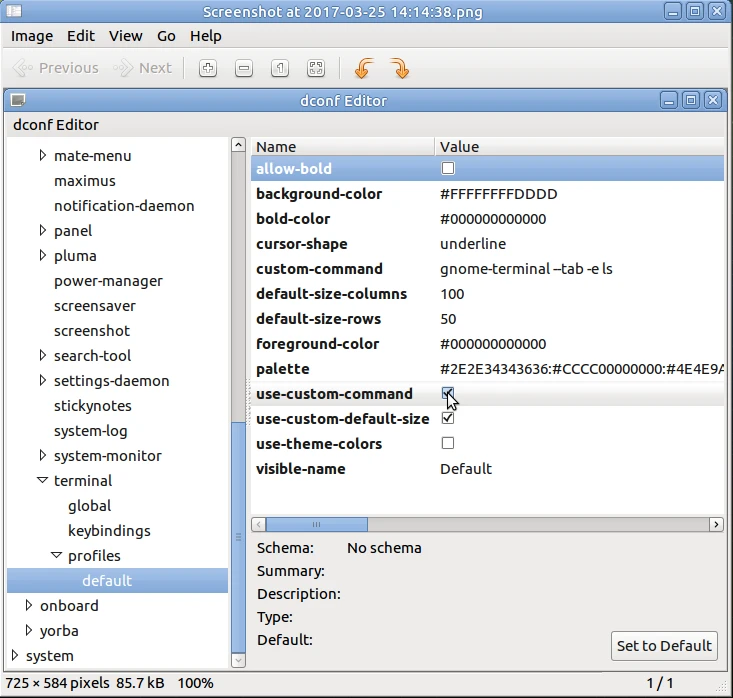 Screenshot at 2017-03-25 14:14:38.png
Image Edit View Go Help
Previous Next
dconf Editor
dconf Editor
mate-menu
maximus
notification-daemon
panel
pluma
power-manager
screensaver
screenshot
search-tool
settings-daemon
stickynotes
system-log
system-monitor
terminal
global
keybindings
profiles
default
onboard
yorba
system
Name Value
allow-bold
background-color #FFFFFFFFDDDD
bold-color #000000000000
cursor-shape underline
custom-command gnome-terminal --tab -e ls
default-size-columns 100
default-size-rows 50
foreground-color #000000000000
palette #2E2E34343636:#CCCC00000000:#4E4E9A
use-custom-command
use-custom-default-size
use-theme-colors
visible-name Default
Schema: No schema
Summary:
Description:
Type:
Default:
Set to Default
725 × 584 pixels 85.7 kB 100% 1 / 1